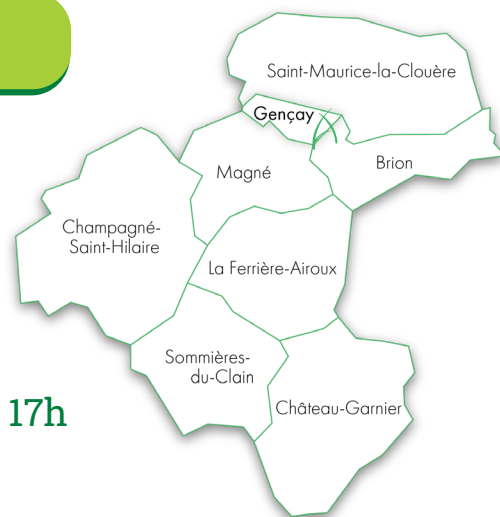 Saint-Maurice-la-Clouère
Gençay
Brion
Magné
Champagné-
Saint-Hilaire
La Ferrière-Airoux
Sommières-
du-Clain
Château-Garnier
17h